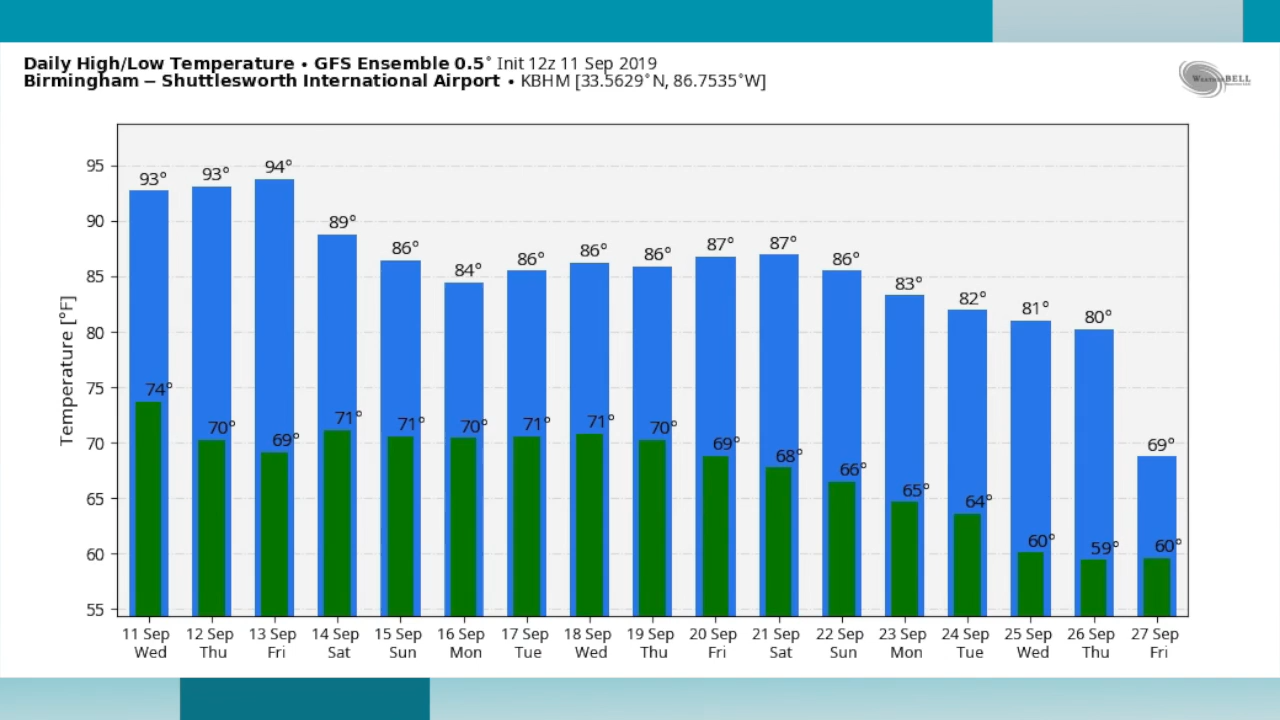 Daily High/Low Temperature • GFS Ensemble 0.5° Init 12z 11 Sep 2019
Birmingham – Shuttlesworth International Airport • KBHM [33.5629°N, 86.7535°W]
WeatherBELL
Temperature [°F]
95
90
85
80
75
70
65
60
55
93° 93° 94° 89° 86° 84° 86° 86° 86° 87° 87° 86° 83° 82° 81° 80° 69°
74° 70° 69° 71° 71° 70° 71° 71° 70° 69° 68° 66° 65° 64° 60° 59° 60°
11 Sep 12 Sep 13 Sep 14 Sep 15 Sep 16 Sep 17 Sep 18 Sep 19 Sep 20 Sep 21 Sep 22 Sep 23 Sep 24 Sep 25 Sep 26 Sep 27 Sep
Wed Thu Fri Sat Sun Mon Tue Wed Thu Fri Sat Sun Mon Tue Wed Thu Fri